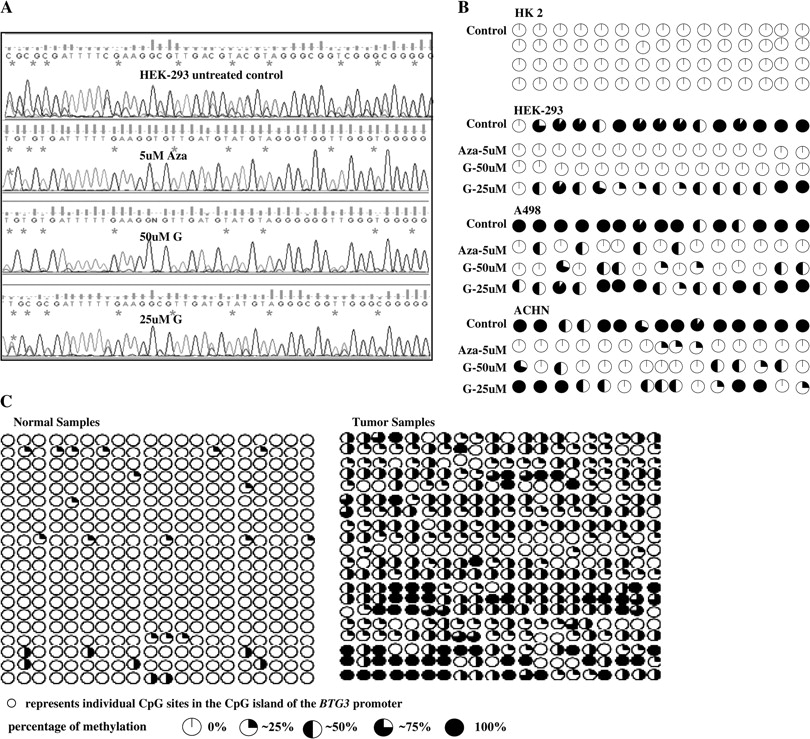 A
CGCGCGATTTTCGAAGGCGTTGACGTACGTAGGGGCGGTCGGGCGGGGG
HEK-293 untreated control
5uM Aza
50uM G
25uM G
B
HK 2
Control
HEK-293
Control
Aza-5uM
G-50uM
G-25uM
A498
Control
Aza-5uM
G-50uM
G-25uM
ACHN
Control
Aza-5uM
G-50uM
G-25uM
C
Normal Samples
Tumor Samples
represents individual CpG sites in the CpG island of the BTG3 promoter
percentage of methylation 0% ~25% ~50% ~75% 100%